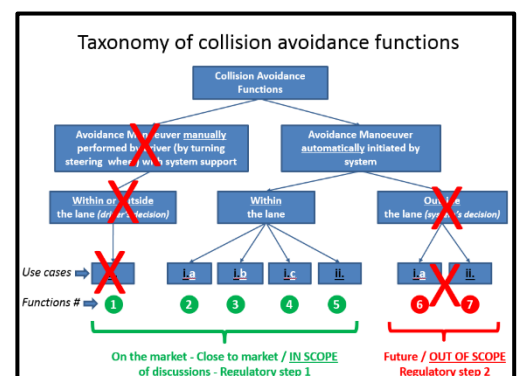 Taxonomy of collision avoidance functions
Collision Avoidance
Functions
Avoidance Manoeuver manually
performed by driver (by turning
steering wheel) with system support
Avoidance Manoeuver
automatically initiated by
system
Within or outside
the lane (driver's decision)
Within
the lane
Outside
the lane (system's decision)
Use cases
i.a
i.b
i.c
ii.
i.a
ii.
Functions #
1
2
3
4
5
6
7
On the market - Close to market / IN SCOPE
of discussions - Regulatory step 1
Future / OUT OF SCOPE
Regulatory step 2